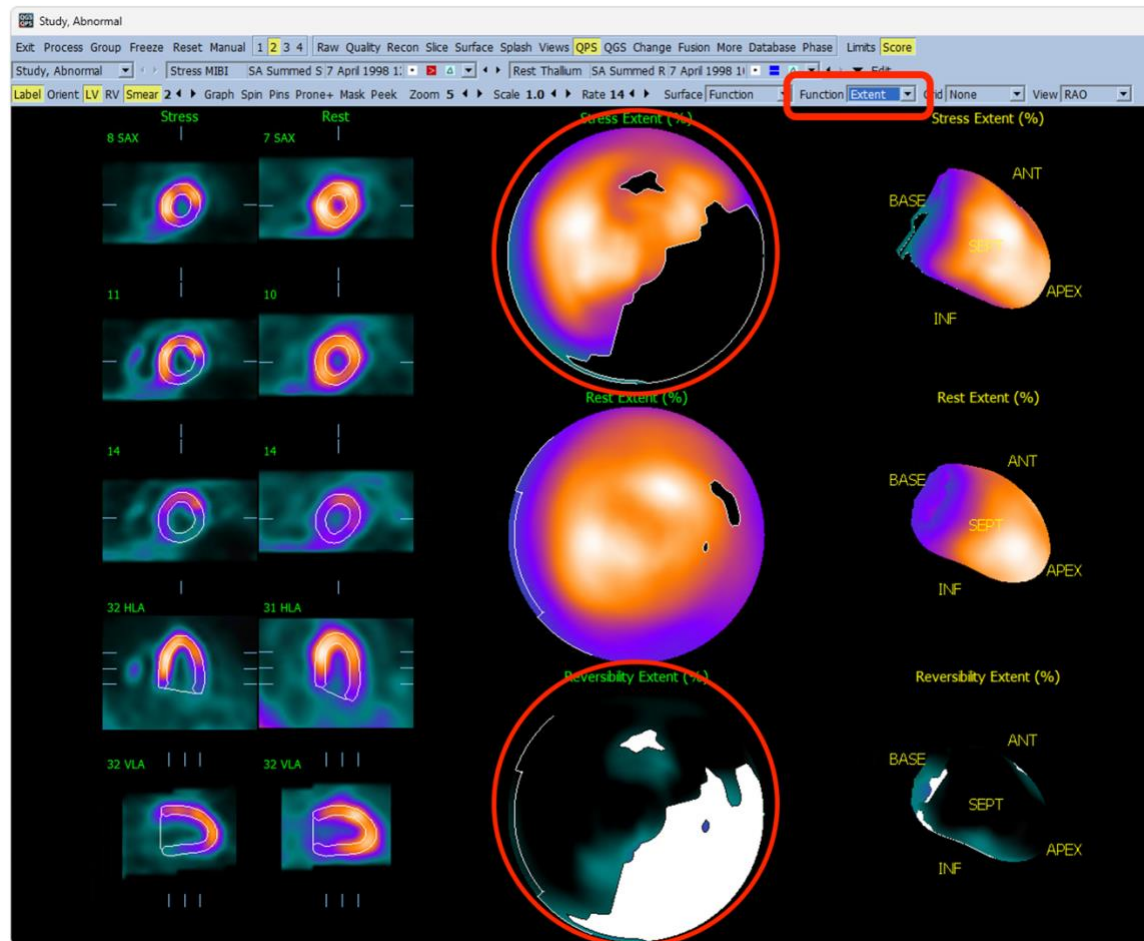 QGS QPS Study, Abnormal
Exit Process Group Freeze Reset Manual 1 2 3 4 Raw Quality Recon Slice Surface Splash Views QPS QGS Change Fusion More Database Phase Limits Score
Study, Abnormal Stress MIBI SA Summed S 7 April 1998 1 Rest Thallium SA Summed R 7 April 1998 1 Edit
Label Orient LV RV Smear 2 Graph Spin Pins Prone+ Mask Peek Zoom 5 Scale 1.0 Rate 14 Surface Function Function Extent Grid None View RAO
Stress Rest Stress Extent (%) Stress Extent (%)
8 SAX 7 SAX
ANT
BASE
SEPT
APEX
INF
11 10
Rest Extent (%) Rest Extent (%)
14 14
ANT
BASE
SEPT
APEX
INF
32 HLA 31 HLA
Reversibility Extent (%) Reversibility Extent (%)
32 VLA 32 VLA
ANT
BASE
SEPT
APEX
INF